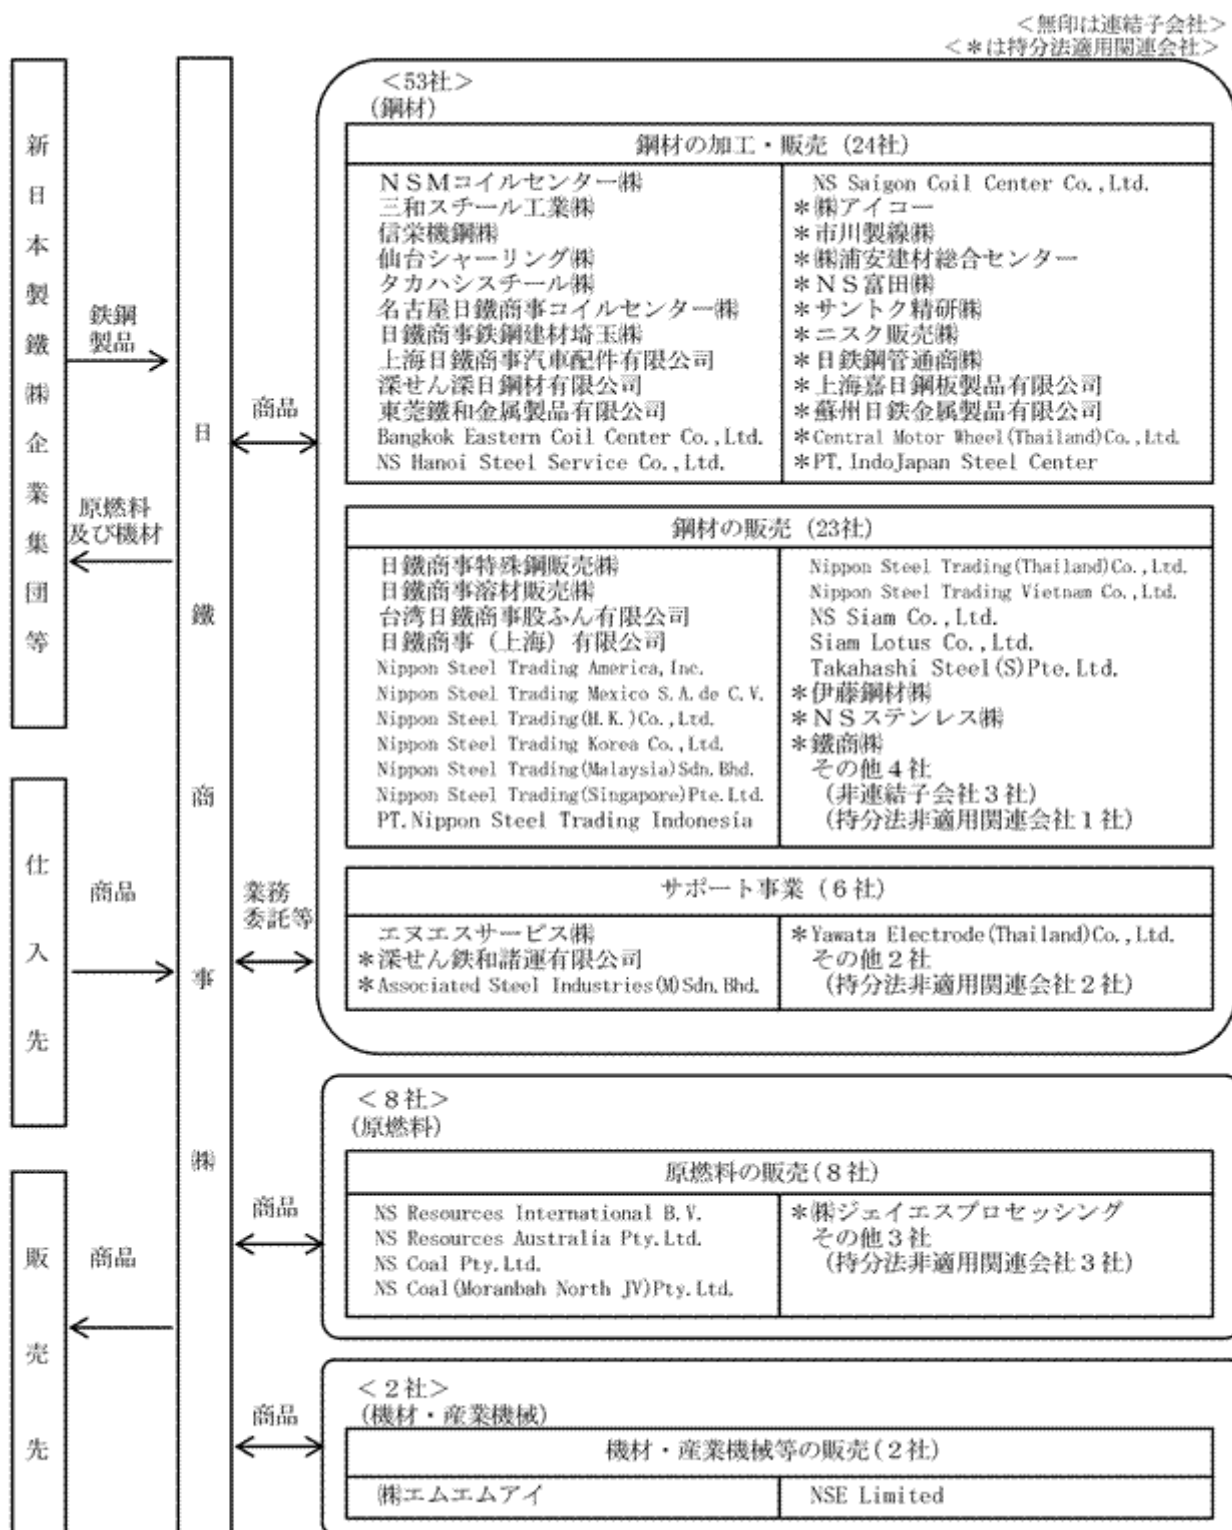 ＜無印は連結子会社＞
＜＊は持分法適用関連会社＞
新日本製鐵㈱企業集団等
鉄鋼
製品
原燃料
及び機材
仕入先
商品
販売先
商品
日鐵商事㈱
商品
業務
委託等
＜53社＞
(鋼材)
鋼材の加工・販売（24社）
ＮＳＭコイルセンター㈱
三和スチール工業㈱
信栄機鋼㈱
仙台シャーリング㈱
タカハシスチール㈱
名古屋日鐵商事コイルセンター㈱
日鐵商事鉄鋼建材埼玉㈱
上海日鐵商事汽車配件有限公司
深せん深日鋼材有限公司
東莞鐵和金属製品有限公司
Bangkok Eastern Coil Center Co.,Ltd.
NS Hanoi Steel Service Co.,Ltd.
NS Saigon Coil Center Co.,Ltd.
＊㈱アイコー
＊市川製線㈱
＊㈱浦安建材総合センター
＊ＮＳ富田㈱
＊サントク精研㈱
＊ニスク販売㈱
＊日鉄鋼管通商㈱
＊上海嘉日鋼板製品有限公司
＊蘇州日鉄金属製品有限公司
＊Central Motor Wheel(Thailand)Co.,Ltd.
＊PT.IndoJapan Steel Center
鋼材の販売（23社）
日鐵商事特殊鋼販売㈱
日鐵商事溶材販売㈱
台湾日鐵商事股ふん有限公司
日鐵商事（上海）有限公司
Nippon Steel Trading America,Inc.
Nippon Steel Trading Mexico S.A.de C.V.
Nippon Steel Trading(H.K.)Co.,Ltd.
Nippon Steel Trading Korea Co.,Ltd.
Nippon Steel Trading(Malaysia)Sdn.Bhd.
Nippon Steel Trading(Singapore)Pte.Ltd.
PT.Nippon Steel Trading Indonesia
Nippon Steel Trading(Thailand)Co.,Ltd.
Nippon Steel Trading Vietnam Co.,Ltd.
NS Siam Co.,Ltd.
Siam Lotus Co.,Ltd.
Takahashi Steel(S)Pte.Ltd.
＊伊藤鋼材㈱
＊ＮＳステンレス㈱
＊鐵商㈱
その他４社
（非連結子会社３社）
（持分法非適用関連会社１社）
サポート事業（６社）
エヌエスサービス㈱
＊深せん鉄和諸運有限公司
＊Associated Steel Industries(M)Sdn.Bhd.
＊Yawata Electrode(Thailand)Co.,Ltd.
その他２社
（持分法非適用関連会社２社）
商品
＜８社＞
(原燃料)
原燃料の販売(８社)
NS Resources International B.V.
NS Resources Australia Pty.Ltd.
NS Coal Pty.Ltd.
NS Coal(Moranbah North JV)Pty.Ltd.
＊㈱ジェイエスプロセッシング
その他３社
（持分法非適用関連会社３社）
商品
＜２社＞
(機材・産業機械)
機材・産業機械等の販売(２社)
㈱エムエムアイ
NSE Limited